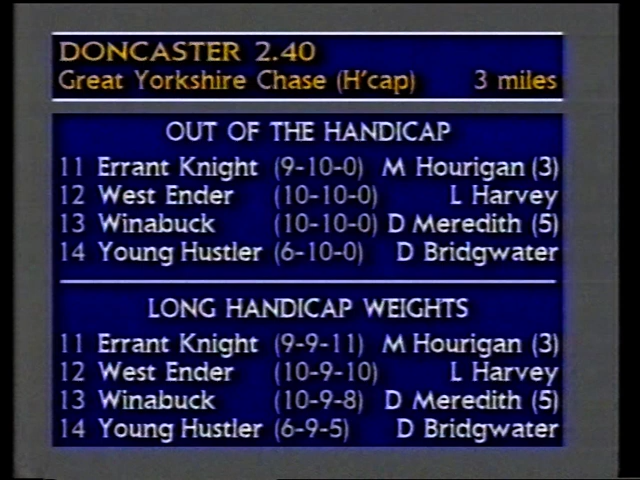 DONCASTER 2.40
Great Yorkshire Chase (H'cap) 3 miles
OUT OF THE HANDICAP
11 Errant Knight (9-10-0) M Hourigan (3)
12 West Ender (10-10-0) L Harvey
13 Winabuck (10-10-0) D Meredith (5)
14 Young Hustler (6-10-0) D Bridgwater
LONG HANDICAP WEIGHTS
11 Errant Knight (9-9-11) M Hourigan (3)
12 West Ender (10-9-10) L Harvey
13 Winabuck (10-9-8) D Meredith (5)
14 Young Hustler (6-9-5) D Bridgwater